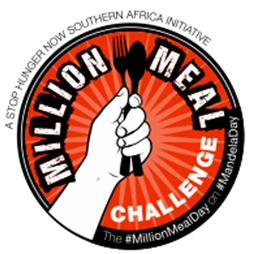 A STOP HUNGER NOW SOUTHERN AFRICA INITIATIVE
MILLION MEAL
CHALLENGE
The #MillionMealDay on #MandelaDay